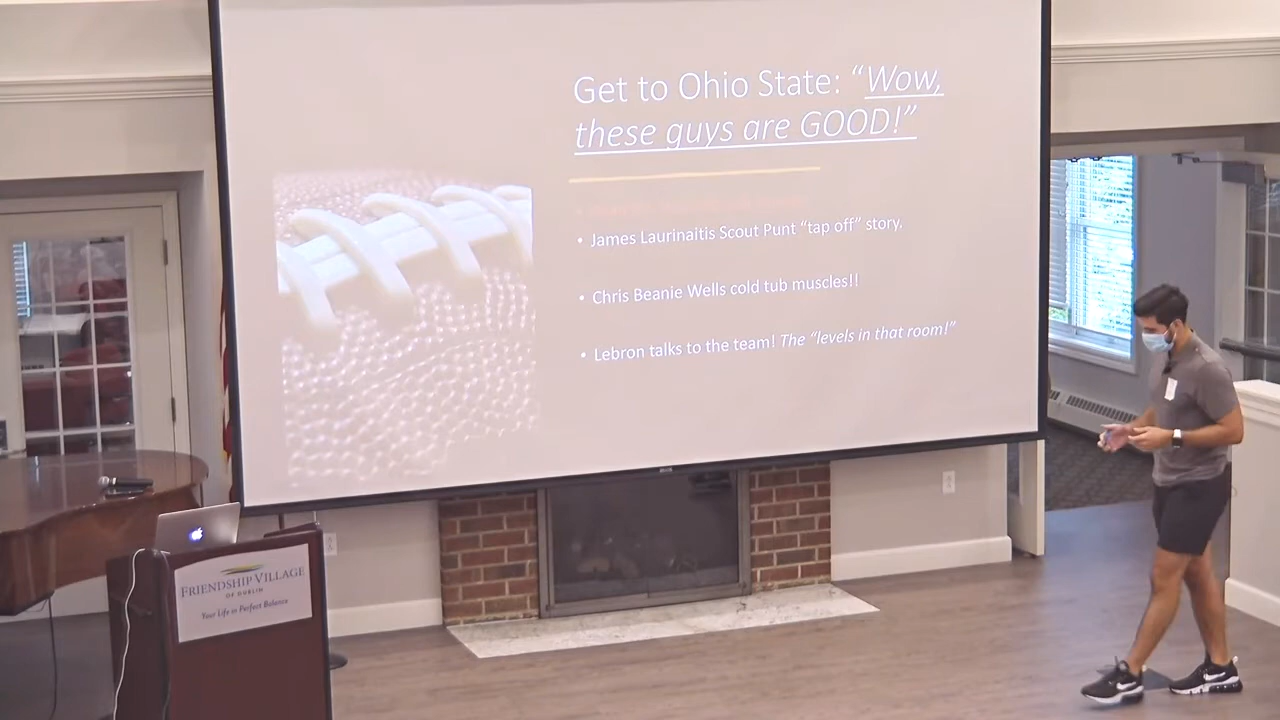 Get to Ohio State: “Wow,
these guys are GOOD!”
• James Laurinaitis Scout Punt “tap off” story.
• Chris Beanie Wells cold tub muscles!!
• Lebron talks to the team! The “levels in that room!”
FRIENDSHIP VILLAGE
OF DUBLIN
Your Life in Perfect Balance